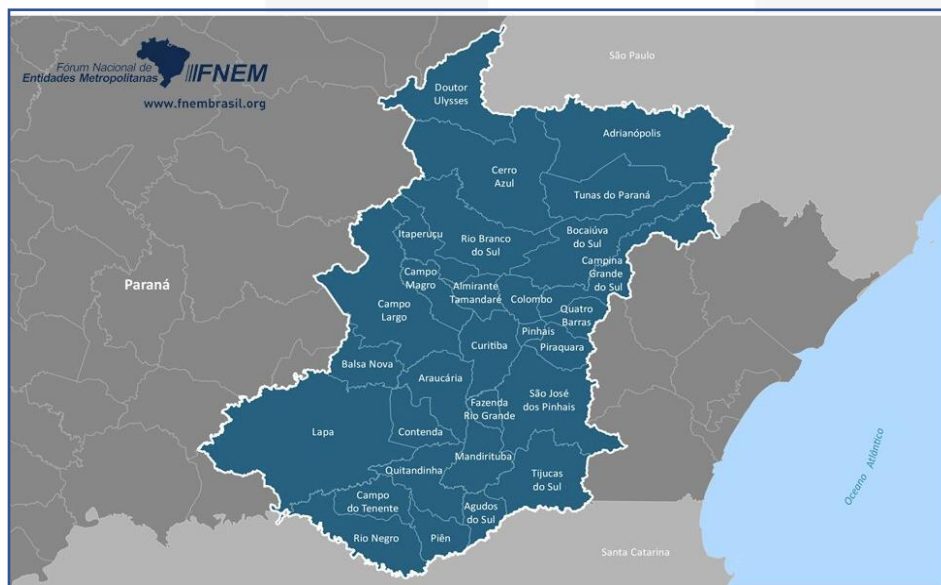 Fórum Nacional de
Entidades Metropolitanas
FNEM
www.fnembrasil.org
São Paulo
Doutor
Ulysses
Adrianópolis
Cerro
Azul
Tunas do Paraná
Itaperuçu
Rio Branco
do Sul
Bocaiúva
do Sul
Campina
Grande
do Sul
Paraná
Campo
Magro
Almirante
Tamandaré
Colombo
Campo
Largo
Quatro
Barras
Pinhais
Curitiba
Piraquara
Balsa Nova
Araucária
São José
dos Pinhais
Fazenda
Rio Grande
Lapa
Contenda
Mandirituba
Quitandinha
Tijucas
do Sul
Campo
do Tenente
Agudos
do Sul
Rio Negro
Piên
Santa Catarina
Oceano Atlântico